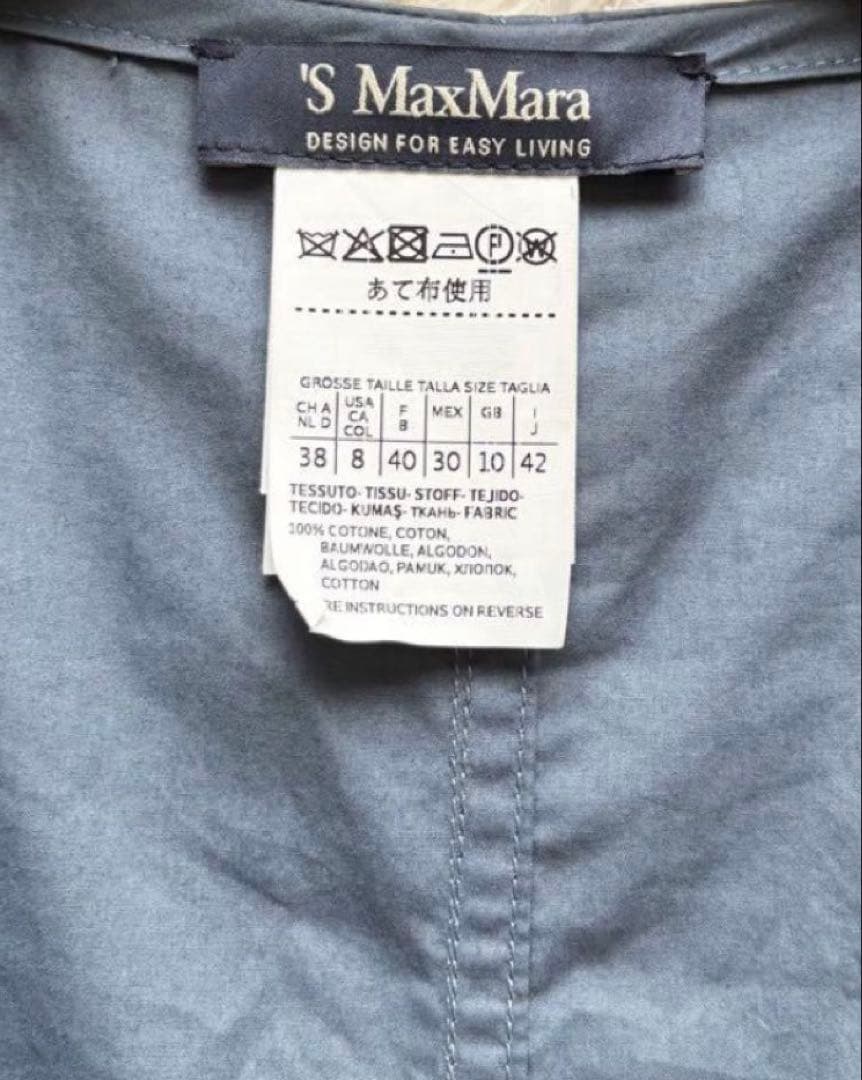 'S MaxMara
DESIGN FOR EASY LIVING
P W
あて布使用
GROSSE TAILLE TALLA SIZE TAGLIA
CH A NL D USA CA COL F B MEX GB I J
38 8 40 30 10 42
TESSUTO- TISSU- STOFF- TEJIDO-
TECIDO- KUMAŞ- ТКАНЬ- FABRIC
100% COTONE, COTON,
BAUMWOLLE, ALGODON,
ALGODAO, PAMUK, ХЛОПОК,
COTTON
RE INSTRUCTIONS ON REVERSE